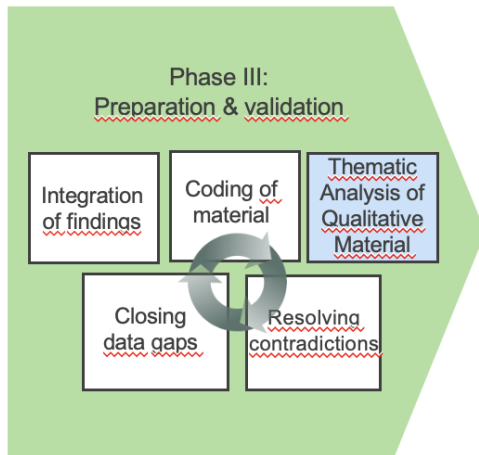 Phase III:
Preparation & validation
Integration
of findings
Coding of
material
Thematic
Analysis of
Qualitative
Material
Closing
data gaps
Resolving
contradictions